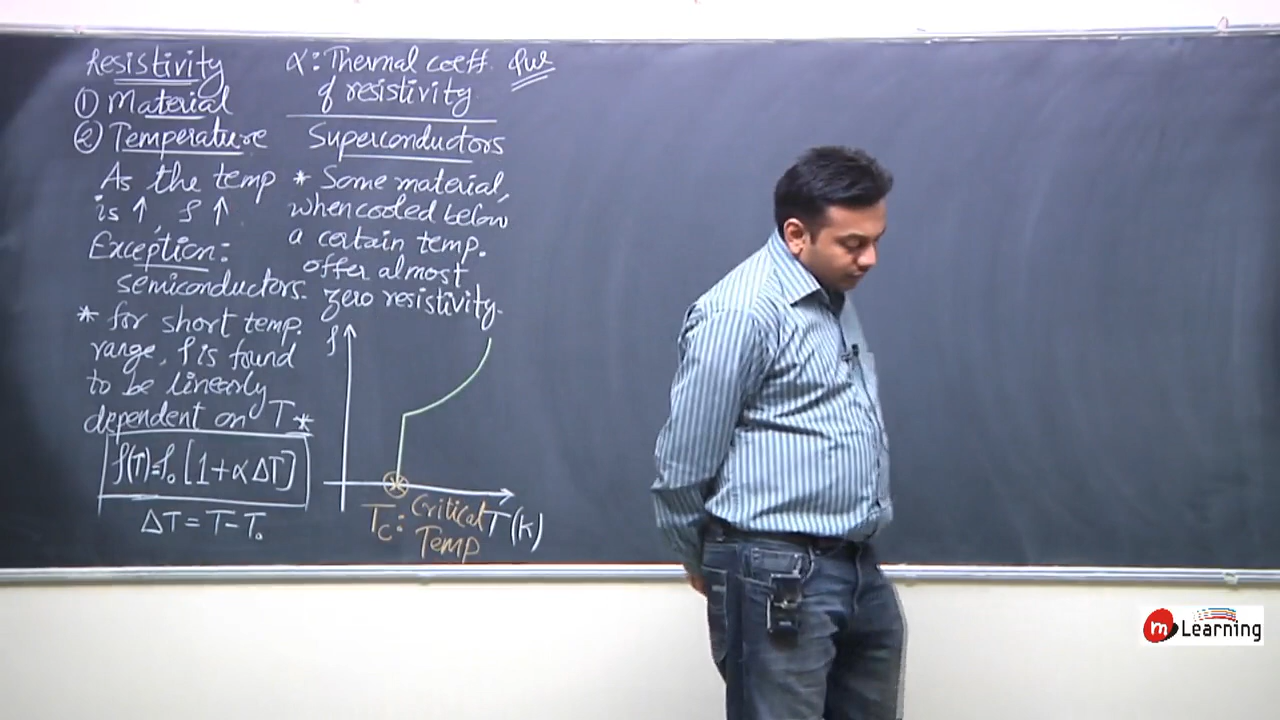 Resistivity
① Material
② Temperature
As the temp
is ↑, ρ ↑
Exception:
semiconductors.
* for short temp.
range, ρ is found
to be linearly
dependent on T *
ρ(T)=ρ₀ [1+α ΔT]
ΔT = T - T₀
α: Thermal coeff.
of resistivity
Superconductors
* Some material,
when cooled below
a certain temp.
offer almost
zero resistivity.
ρ
Tc: Critical
Temp
T(K)
m Learning